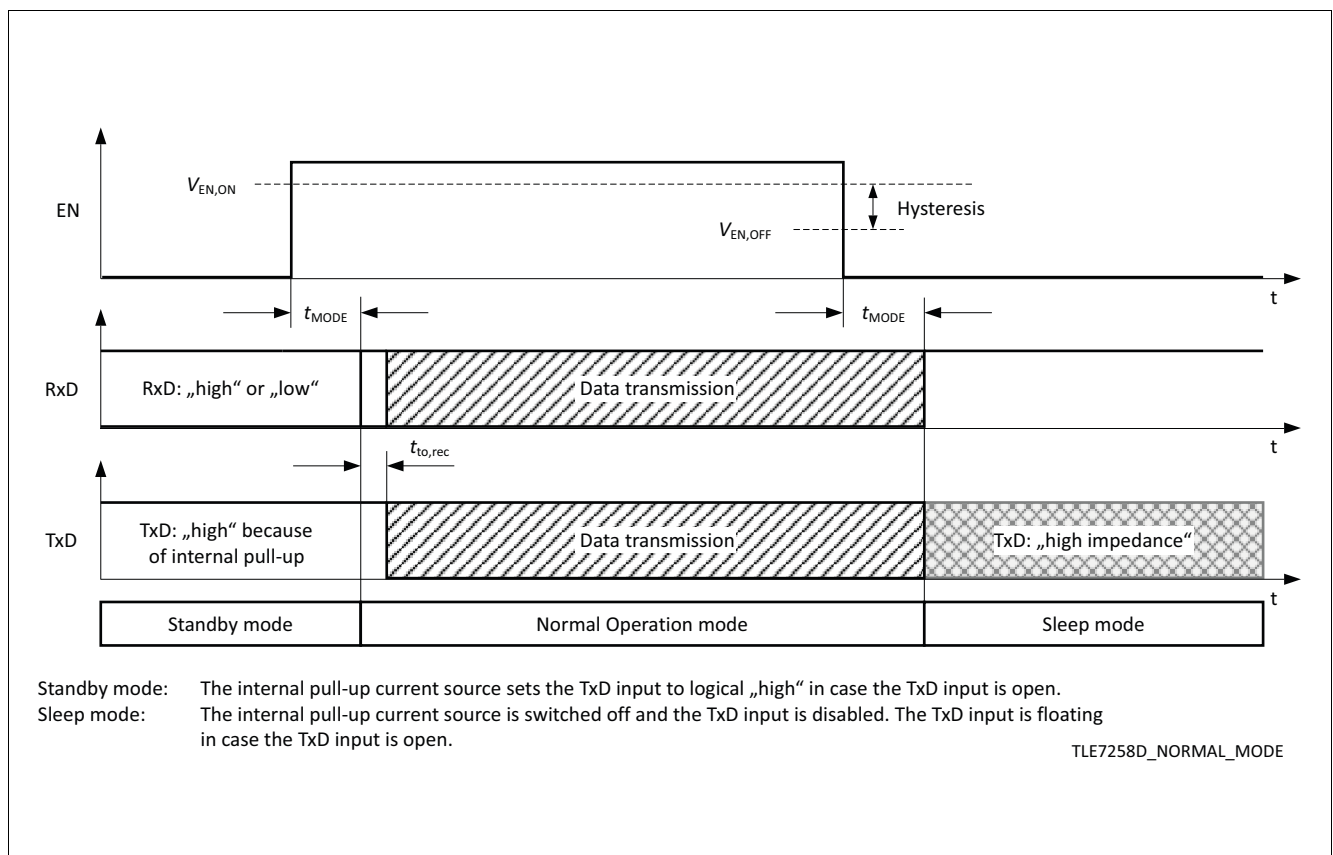 V_EN,ON
EN
Hysteresis
V_EN,OFF
t
t_MODE
t_MODE
RxD
RxD: „high“ or „low“
Data transmission
t
t_to,rec
TxD
TxD: „high“ because
of internal pull-up
Data transmission
TxD: „high impedance“
t
Standby mode
Normal Operation mode
Sleep mode
Standby mode: The internal pull-up current source sets the TxD input to logical „high“ in case the TxD input is open.
Sleep mode: The internal pull-up current source is switched off and the TxD input is disabled. The TxD input is floating
in case the TxD input is open.
TLE7258D_NORMAL_MODE